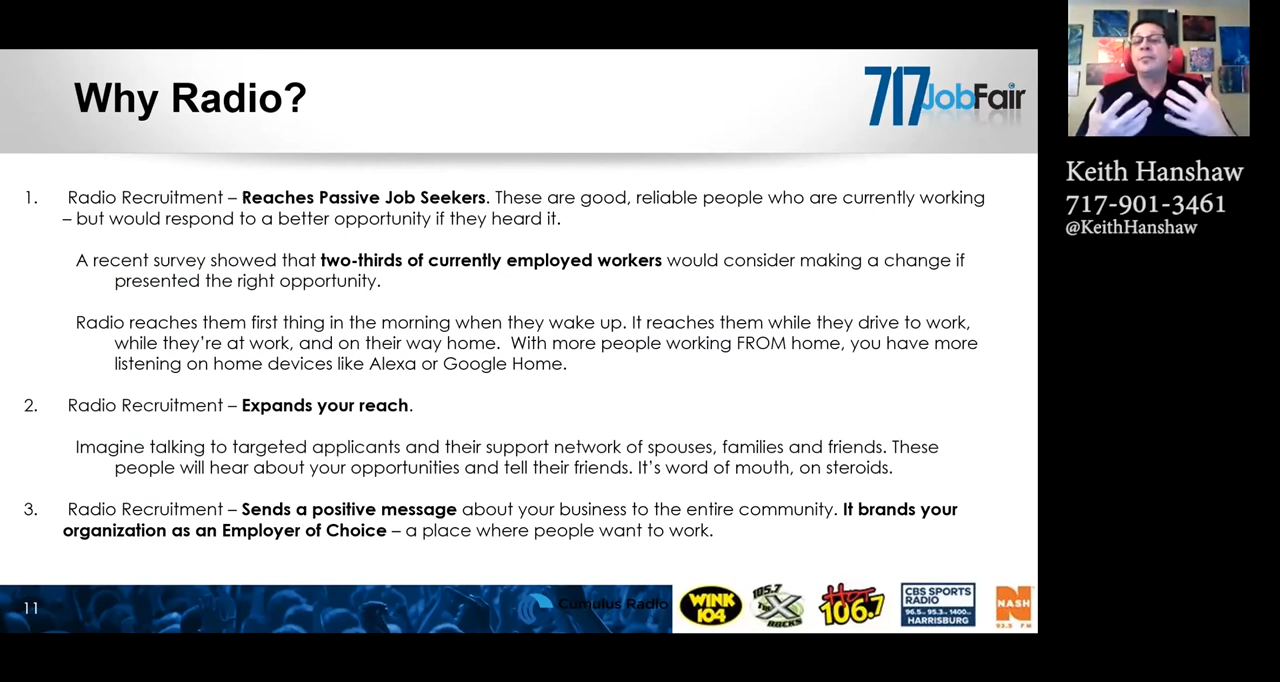 Why Radio?
717JobFair
1. Radio Recruitment – Reaches Passive Job Seekers. These are good, reliable people who are currently working
– but would respond to a better opportunity if they heard it.
A recent survey showed that two-thirds of currently employed workers would consider making a change if
presented the right opportunity.
Radio reaches them first thing in the morning when they wake up. It reaches them while they drive to work,
while they’re at work, and on their way home. With more people working FROM home, you have more
listening on home devices like Alexa or Google Home.
2. Radio Recruitment – Expands your reach.
Imagine talking to targeted applicants and their support network of spouses, families and friends. These
people will hear about your opportunities and tell their friends. It’s word of mouth, on steroids.
3. Radio Recruitment – Sends a positive message about your business to the entire community. It brands your
organization as an Employer of Choice – a place where people want to work.
11
Cumulus Radio
WINK
104
105.7
THE X
ROCKS
Hot
106.7
CBS SPORTS
RADIO
96.5FM 95.3FM 1400AM
HARRISBURG
N
NASH
93.5 FM
Keith Hanshaw
717-901-3461
@KeithHanshaw